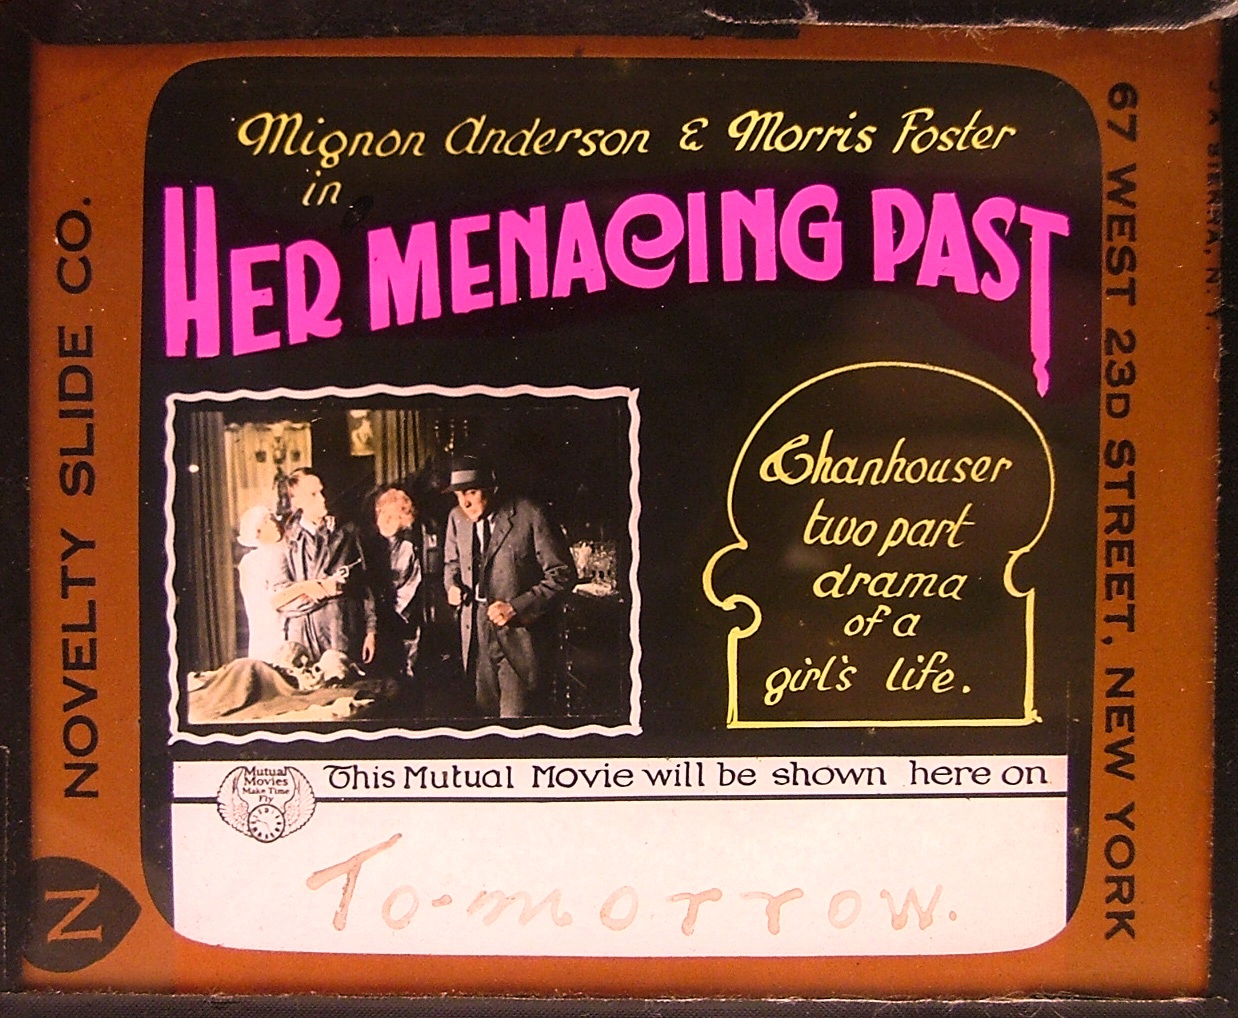 Mignon Anderson & Morris Foster
in
HER MENACING PAST
Thanhouser
two part
drama
of a
girl's life.
Mutual
Movies
Make Time
Fly
This Mutual Movie will be shown here on
To-morrow.
NOVELTY SLIDE CO.
N
67 WEST 23D STREET, NEW YORK